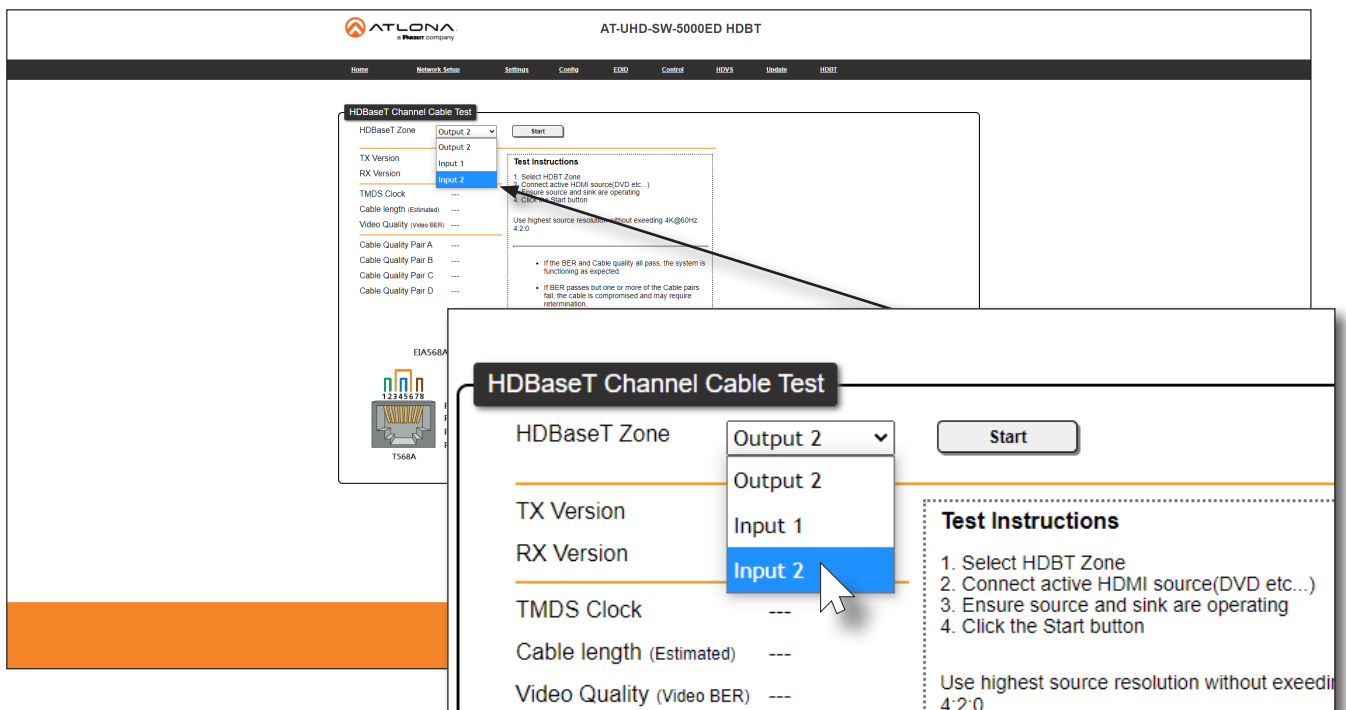 ATLONA
a PANDUIT company
AT-UHD-SW-5000ED HDBT
Home Network Setup Settings Config EDID Control HDVS Update HDBT
HDBaseT Channel Cable Test
HDBaseT Zone Output 2 Start
Output 2
Input 1
Input 2
TX Version
RX Version
TMDS Clock ---
Cable length (Estimated) ---
Video Quality (Video BER) ---
Cable Quality Pair A ---
Cable Quality Pair B ---
Cable Quality Pair C ---
Cable Quality Pair D ---
Test Instructions
1. Select HDBT Zone
2. Connect active HDMI source(DVD etc...)
3. Ensure source and sink are operating
4. Click the Start button
Use highest source resolution without exeeding 4K@60Hz
4:2:0
• If the BER and Cable quality all pass, the system is
functioning as expected.
• If BER passes but one or more of the Cable pairs
fail, the cable is compromised and may require
retermination.
EIA568A
12345678
T568A
HDBaseT Channel Cable Test
HDBaseT Zone Output 2 Start
Output 2
Input 1
Input 2
TX Version
RX Version
TMDS Clock ---
Cable length (Estimated) ---
Video Quality (Video BER) ---
Test Instructions
1. Select HDBT Zone
2. Connect active HDMI source(DVD etc...)
3. Ensure source and sink are operating
4. Click the Start button
Use highest source resolution without exeedin
4:2:0